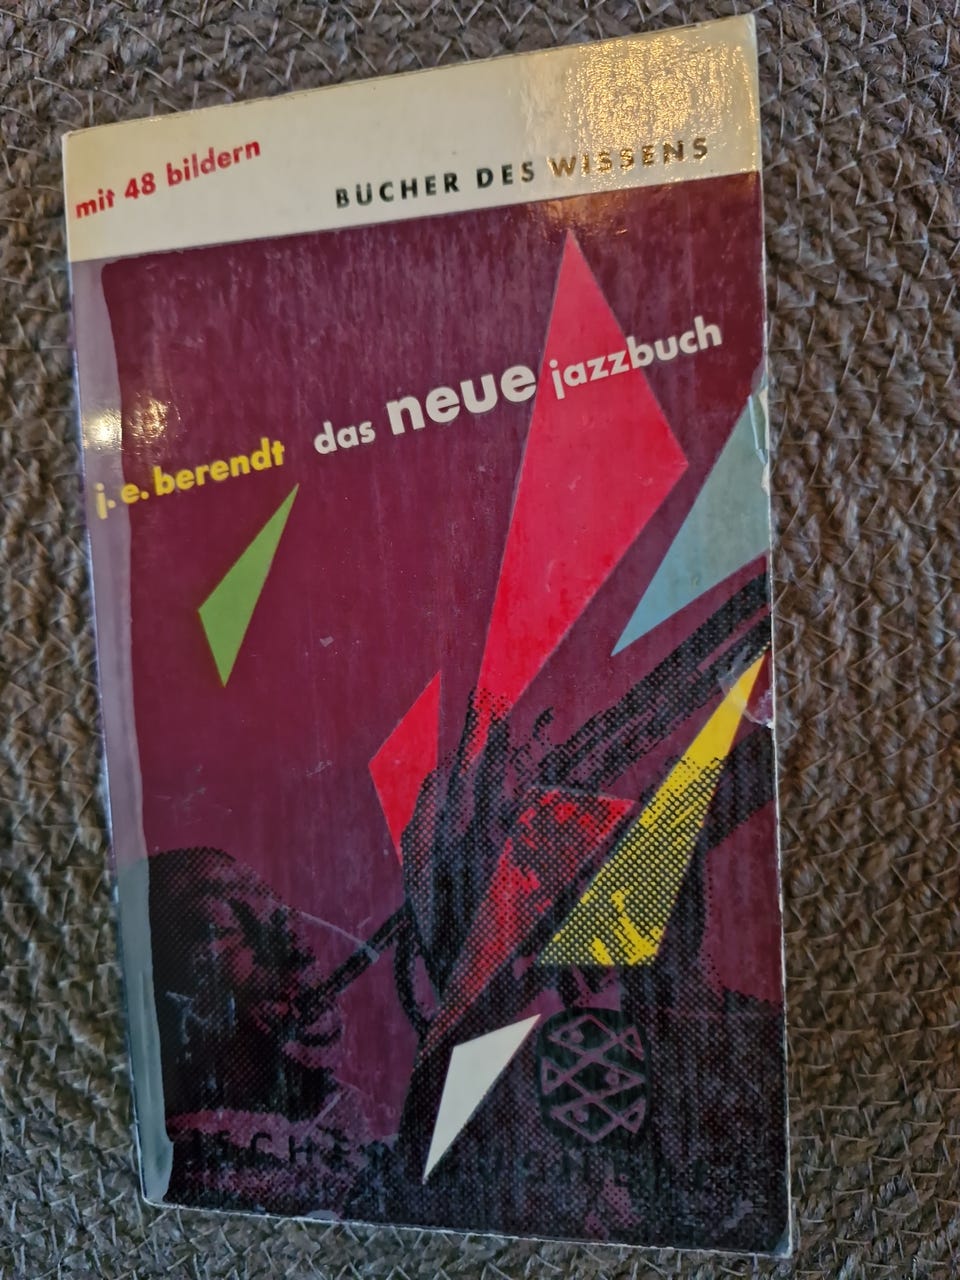 mit 48 bildern
BÜCHER DES WISSENS
j. e. berendt das neue jazzbuch